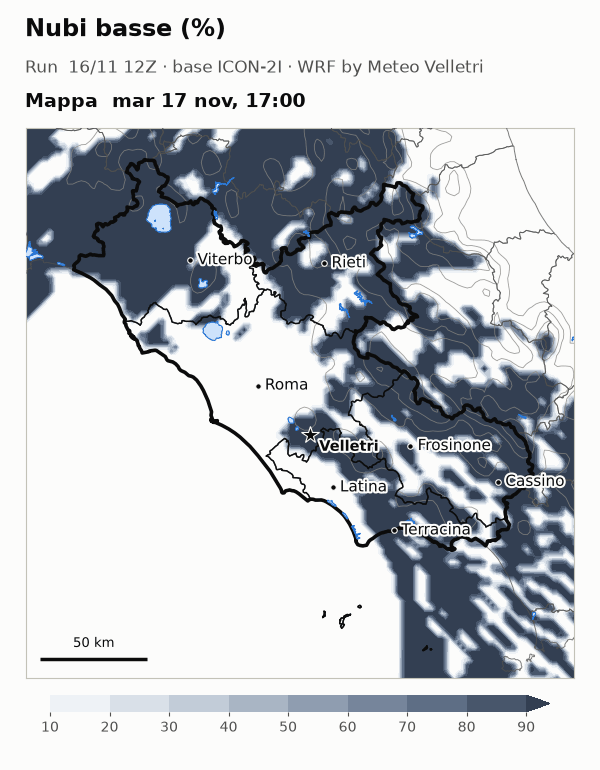 Nubi basse (%)
Run  16/11 12Z · base ICON-2I · WRF by Meteo Velletri
Mappa  mar 17 nov, 17:00
Viterbo
Rieti
Roma
Velletri
Frosinone
Cassino
Latina
Terracina
50 km
10 20 30 40 50 60 70 80 90